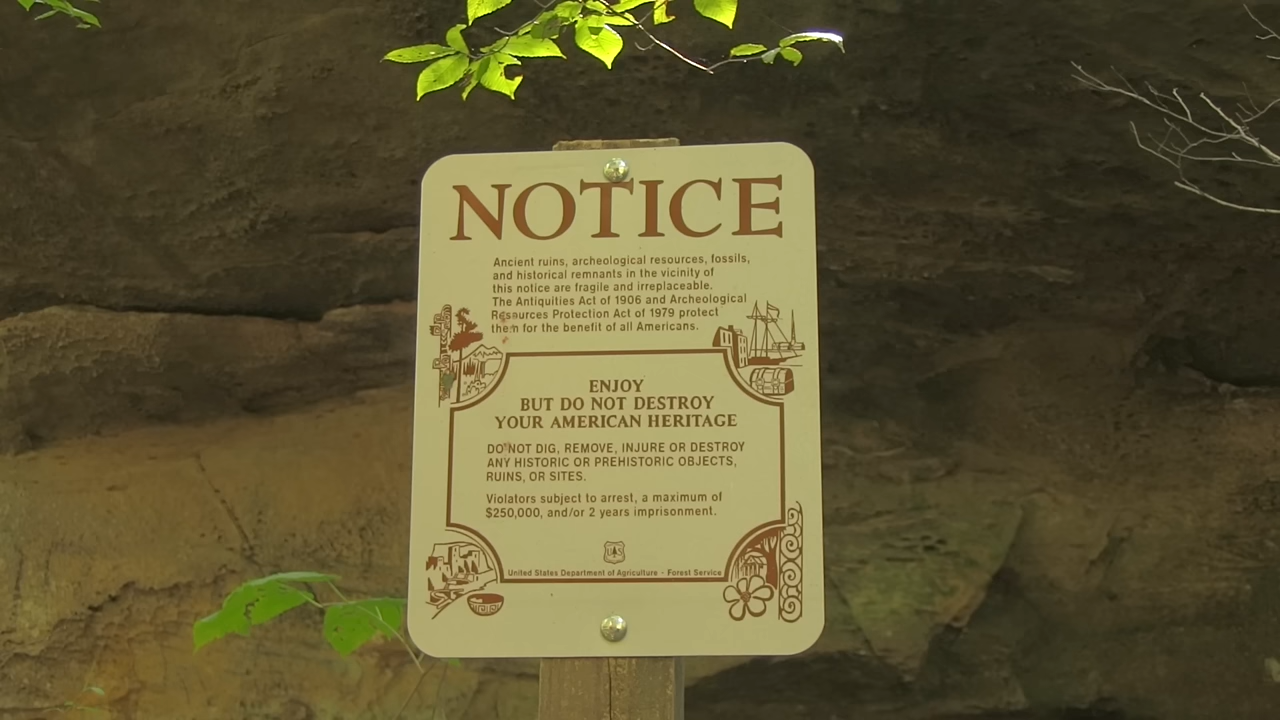 NOTICE
Ancient ruins, archeological resources, fossils,
and historical remnants in the vicinity of
this notice are fragile and irreplaceable.
The Antiquities Act of 1906 and Archeological
Resources Protection Act of 1979 protect
them for the benefit of all Americans.
ENJOY
BUT DO NOT DESTROY
YOUR AMERICAN HERITAGE
DO NOT DIG, REMOVE, INJURE OR DESTROY
ANY HISTORIC OR PREHISTORIC OBJECTS,
RUINS, OR SITES.
Violators subject to arrest, a maximum of
$250,000, and/or 2 years imprisonment.
US
United States Department of Agriculture - Forest Service